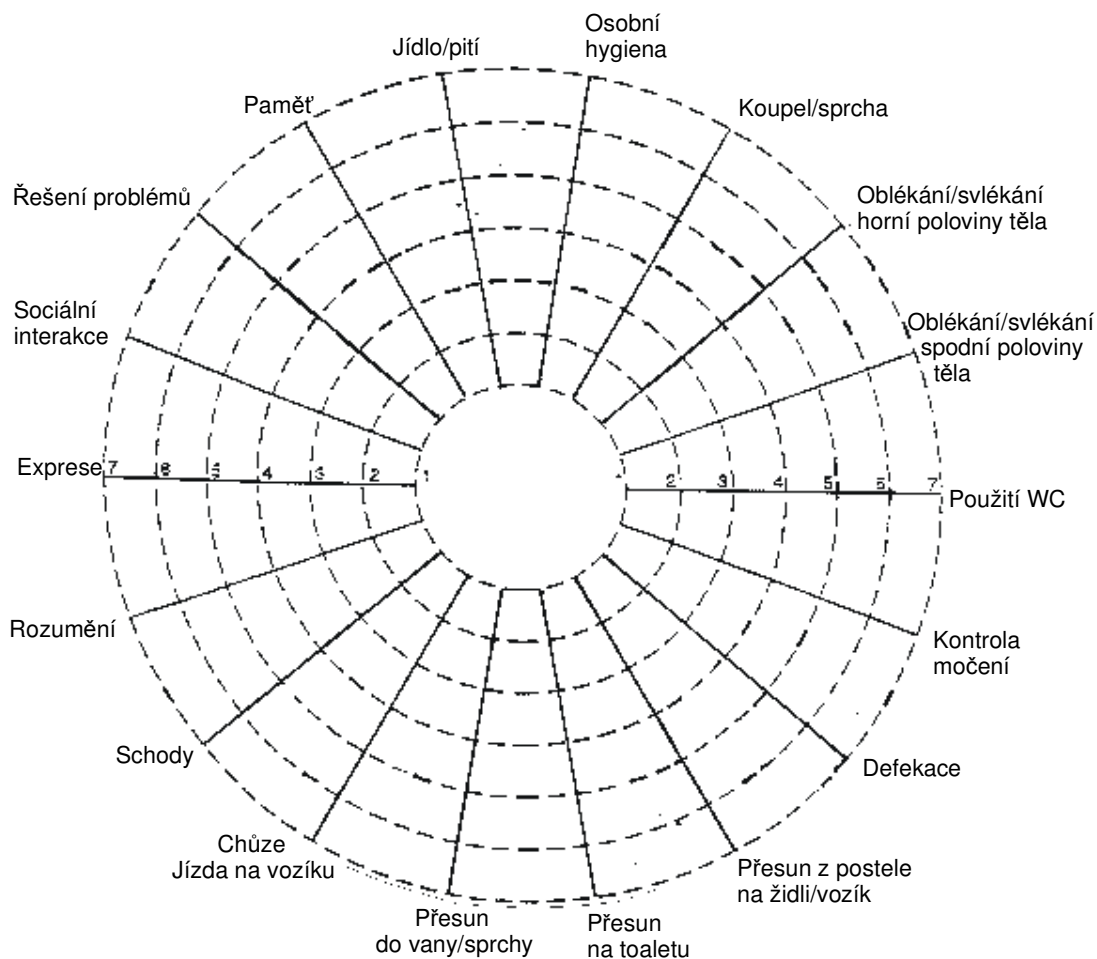 Osobní
hygiena
Jídlo/pití
Paměť
Koupel/sprcha
Řešení problémů
Oblékání/svlékání
horní poloviny těla
Sociální
interakce
Oblékání/svlékání
spodní poloviny
těla
Exprese
7 6 5 4 3 2 1
2 3 4 5 6 7
Použití WC
Rozumění
Kontrola
močení
Schody
Defekace
Chůze
Jízda na vozíku
Přesun z postele
na židli/vozík
Přesun
do vany/sprchy
Přesun
na toaletu